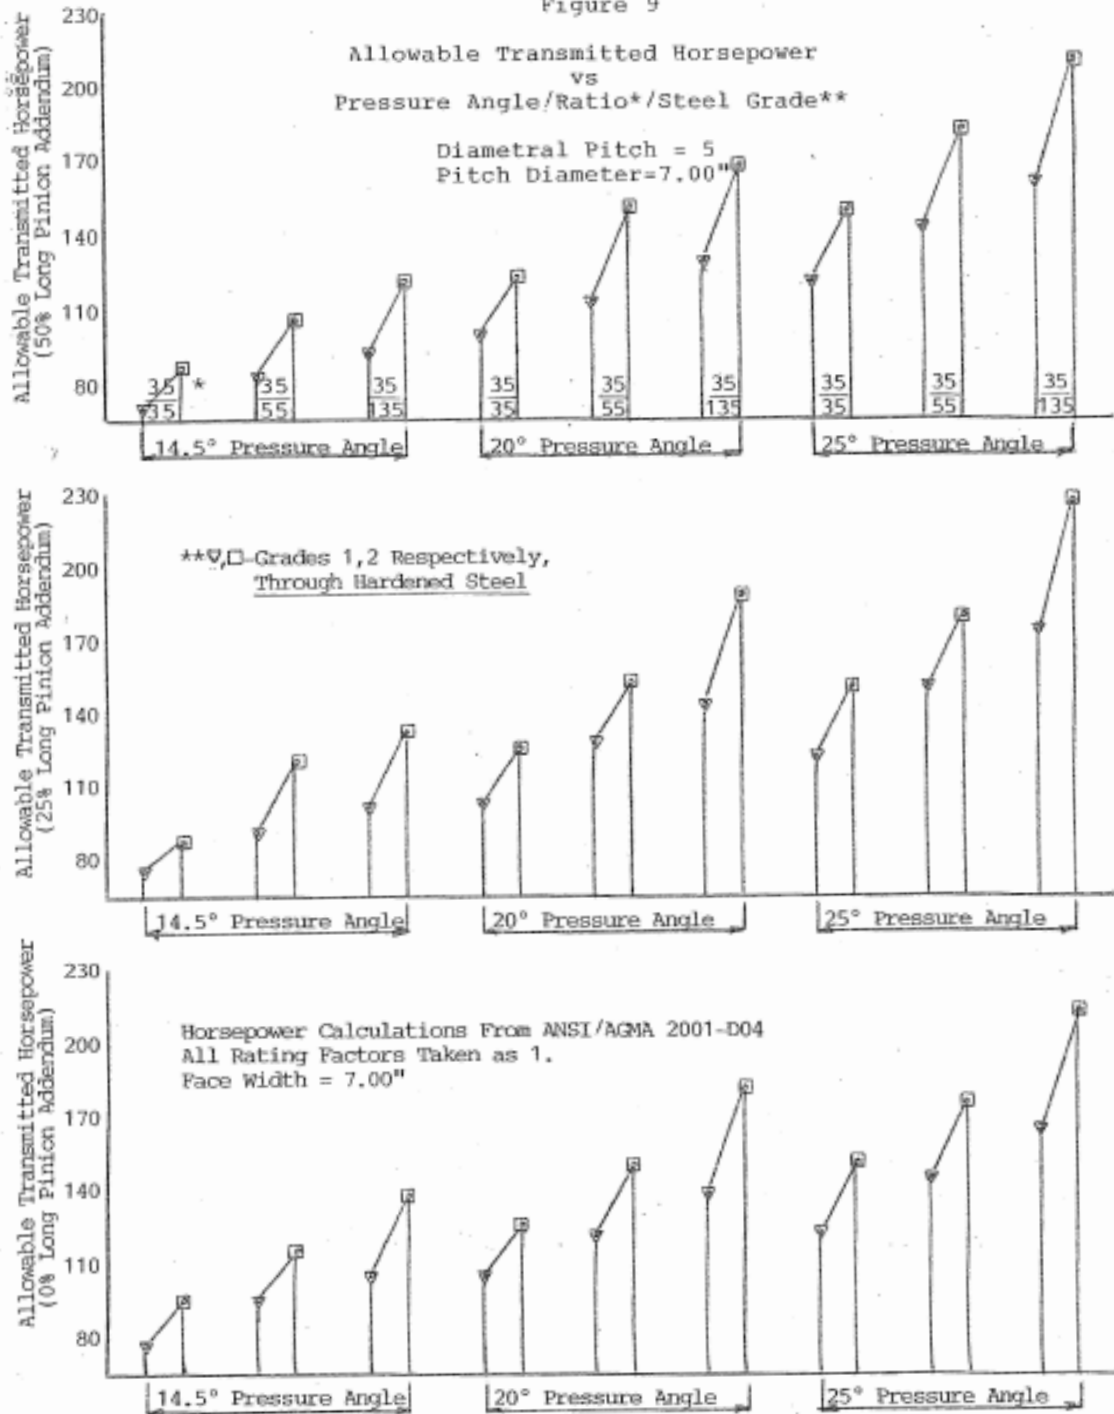 Figure 9
Allowable Transmitted Horsepower
vs
Pressure Angle/Ratio*/Steel Grade**
Diametral Pitch = 5
Pitch Diameter=7.00"
Allowable Transmitted Horsepower
(50% Long Pinion Addendum)
230
200
170
140
110
80
35
35
*
35
55
35
135
35
35
35
55
35
135
35
35
35
55
35
135
14.5° Pressure Angle
20° Pressure Angle
25° Pressure Angle
Allowable Transmitted Horsepower
(25% Long Pinion Addendum)
230
200
170
140
110
80
**▽,□-Grades 1,2 Respectively,
Through Hardened Steel
14.5° Pressure Angle
20° Pressure Angle
25° Pressure Angle
Allowable Transmitted Horsepower
(0% Long Pinion Addendum)
230
200
170
140
110
80
Horsepower Calculations From ANSI/AGMA 2001-D04
All Rating Factors Taken as 1.
Face Width = 7.00"
14.5° Pressure Angle
20° Pressure Angle
25° Pressure Angle